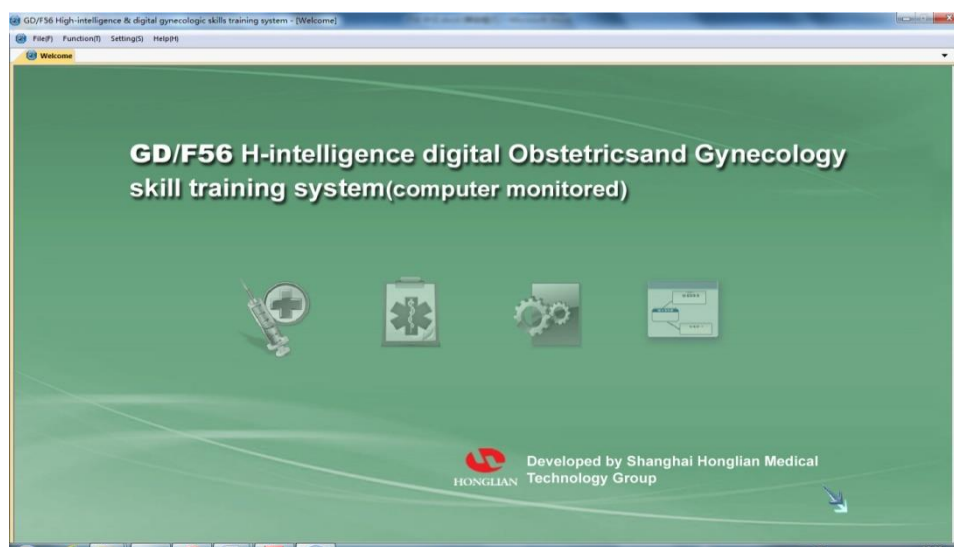 GD/F56 High-intelligence & digital gynecologic skills training system - [Welcome]
File(F) Function(T) Setting(S) Help(H)
Welcome
GD/F56 H-intelligence digital Obstetricsand Gynecology
skill training system(computer monitored)
Developed by Shanghai Honglian Medical
HONGLIAN Technology Group